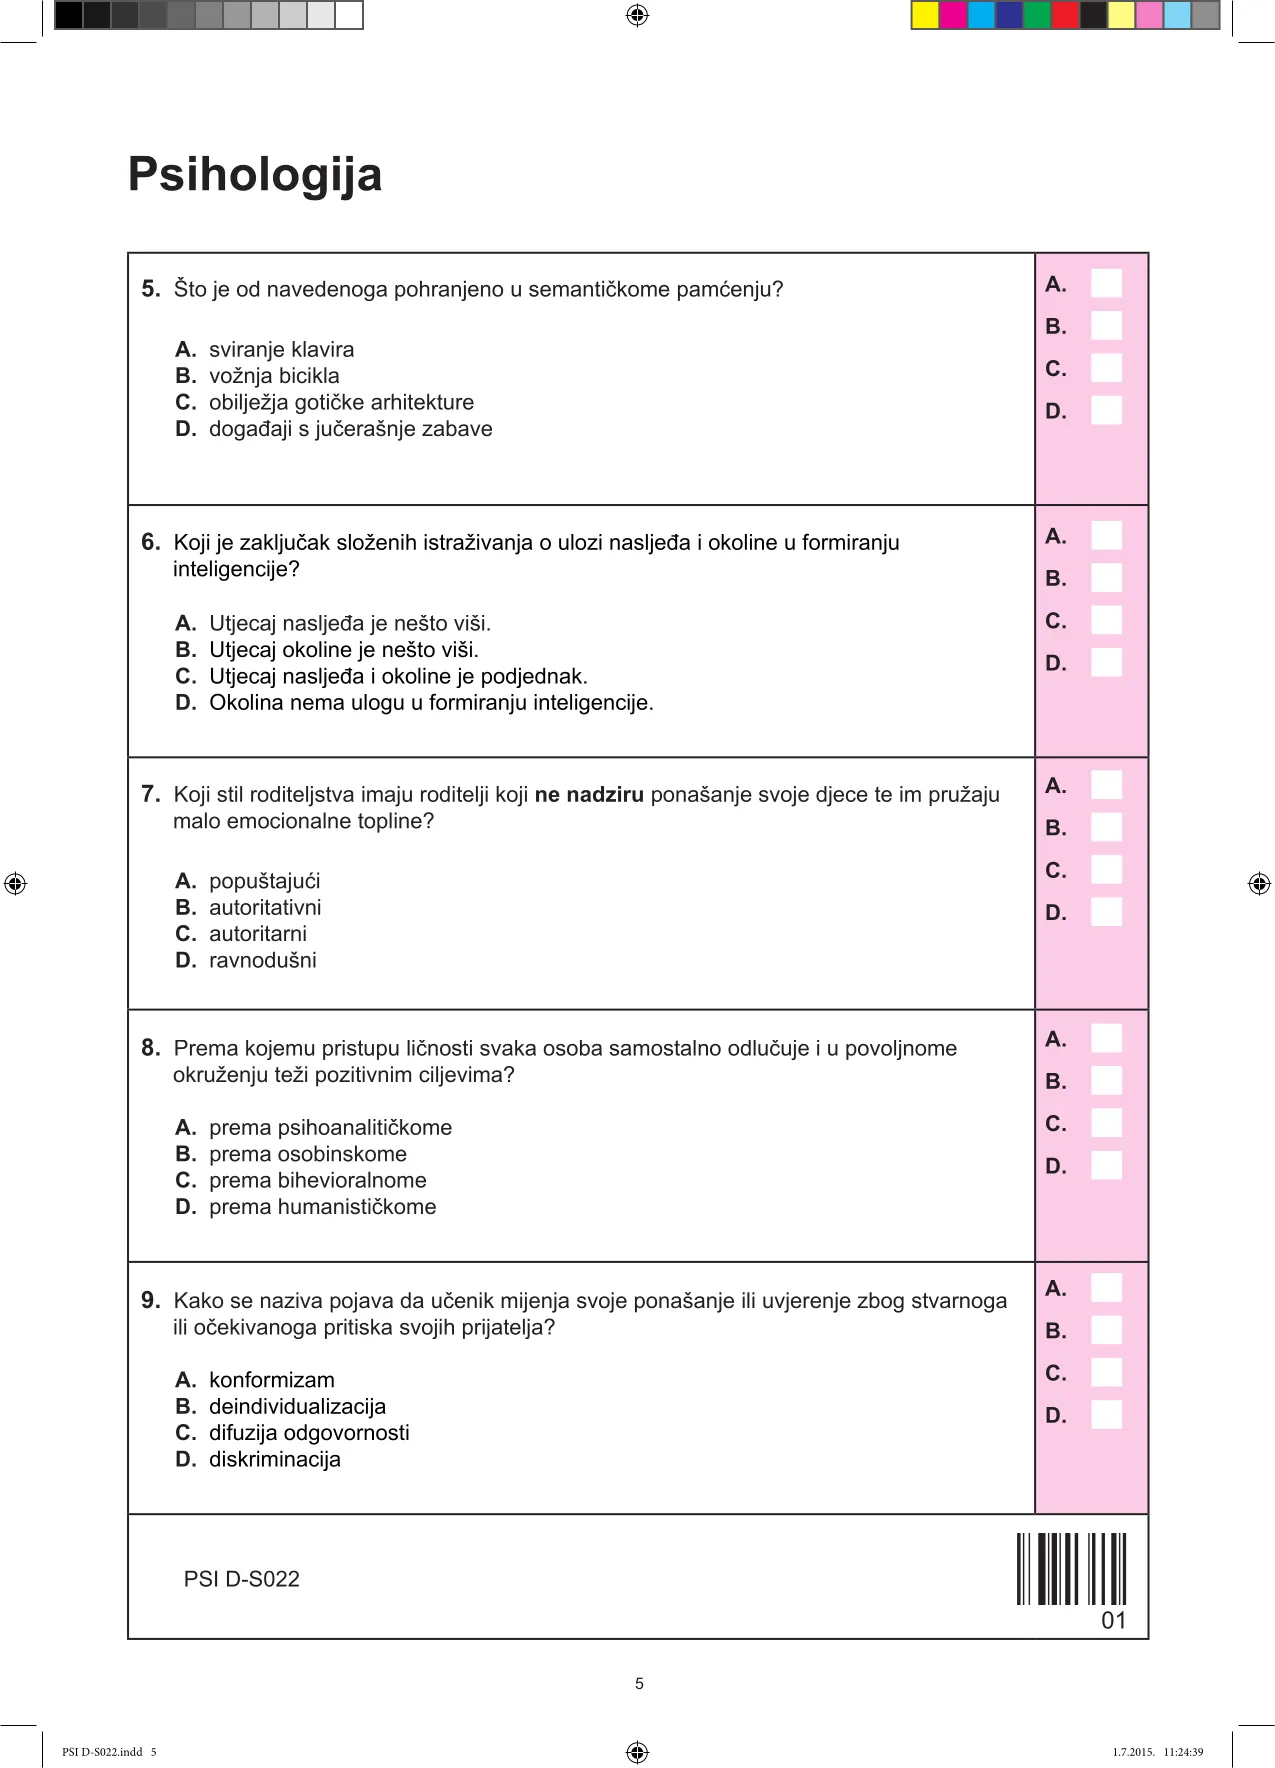 Psihologija
5. Što je od navedenoga pohranjeno u semantičkome pamćenju?
A. sviranje klavira
B. vožnja bicikla
C. obilježja gotičke arhitekture
D. događaji s jučerašnje zabave
A.
B.
C.
D.
6. Koji je zaključak složenih istraživanja o ulozi nasljeđa i okoline u formiranju
inteligencije?
A. Utjecaj nasljeđa je nešto viši.
B. Utjecaj okoline je nešto viši.
C. Utjecaj nasljeđa i okoline je podjednak.
D. Okolina nema ulogu u formiranju inteligencije.
A.
B.
C.
D.
7. Koji stil roditeljstva imaju roditelji koji ne nadziru ponašanje svoje djece te im pružaju
malo emocionalne topline?
A. popuštajući
B. autoritativni
C. autoritarni
D. ravnodušni
A.
B.
C.
D.
8. Prema kojemu pristupu ličnosti svaka osoba samostalno odlučuje i u povoljnome
okruženju teži pozitivnim ciljevima?
A. prema psihoanalitičkome
B. prema osobinskome
C. prema bihevioralnome
D. prema humanističkome
A.
B.
C.
D.
9. Kako se naziva pojava da učenik mijenja svoje ponašanje ili uvjerenje zbog stvarnoga
ili očekivanoga pritiska svojih prijatelja?
A. konformizam
B. deindividualizacija
C. difuzija odgovornosti
D. diskriminacija
A.
B.
C.
D.
PSI D-S022
01
5
PSI D-S022.indd 5
1.7.2015. 11:24:39